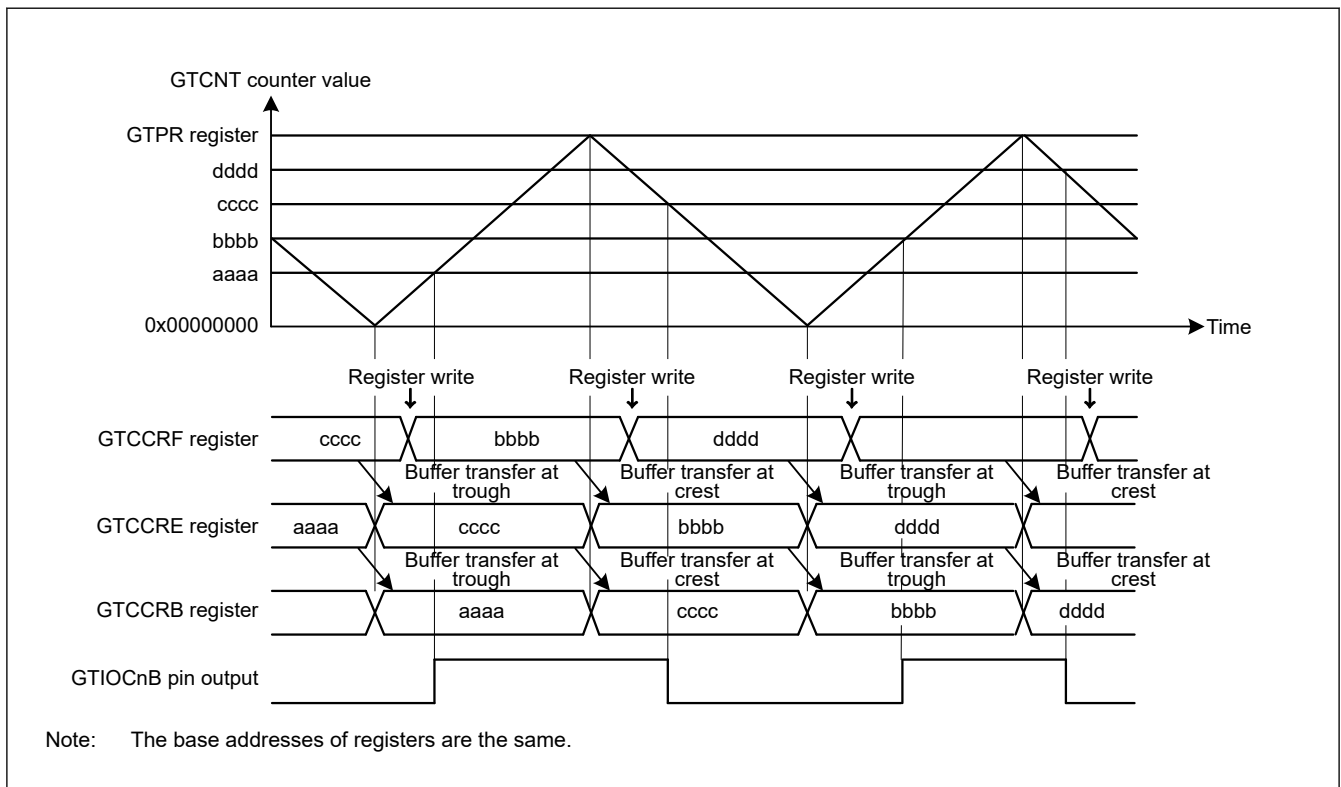 GTCNT counter value
GTPR register
dddd
cccc
bbbb
aaaa
0x00000000
Time
Register write Register write Register write Register write
GTCCRF register cccc bbbb dddd
Buffer transfer at trough Buffer transfer at crest Buffer transfer at trough Buffer transfer at crest
GTCCRE register aaaa cccc bbbb dddd
Buffer transfer at trough Buffer transfer at crest Buffer transfer at trough Buffer transfer at crest
GTCCRB register aaaa cccc bbbb dddd
GTIOCnB pin output
Note: The base addresses of registers are the same.